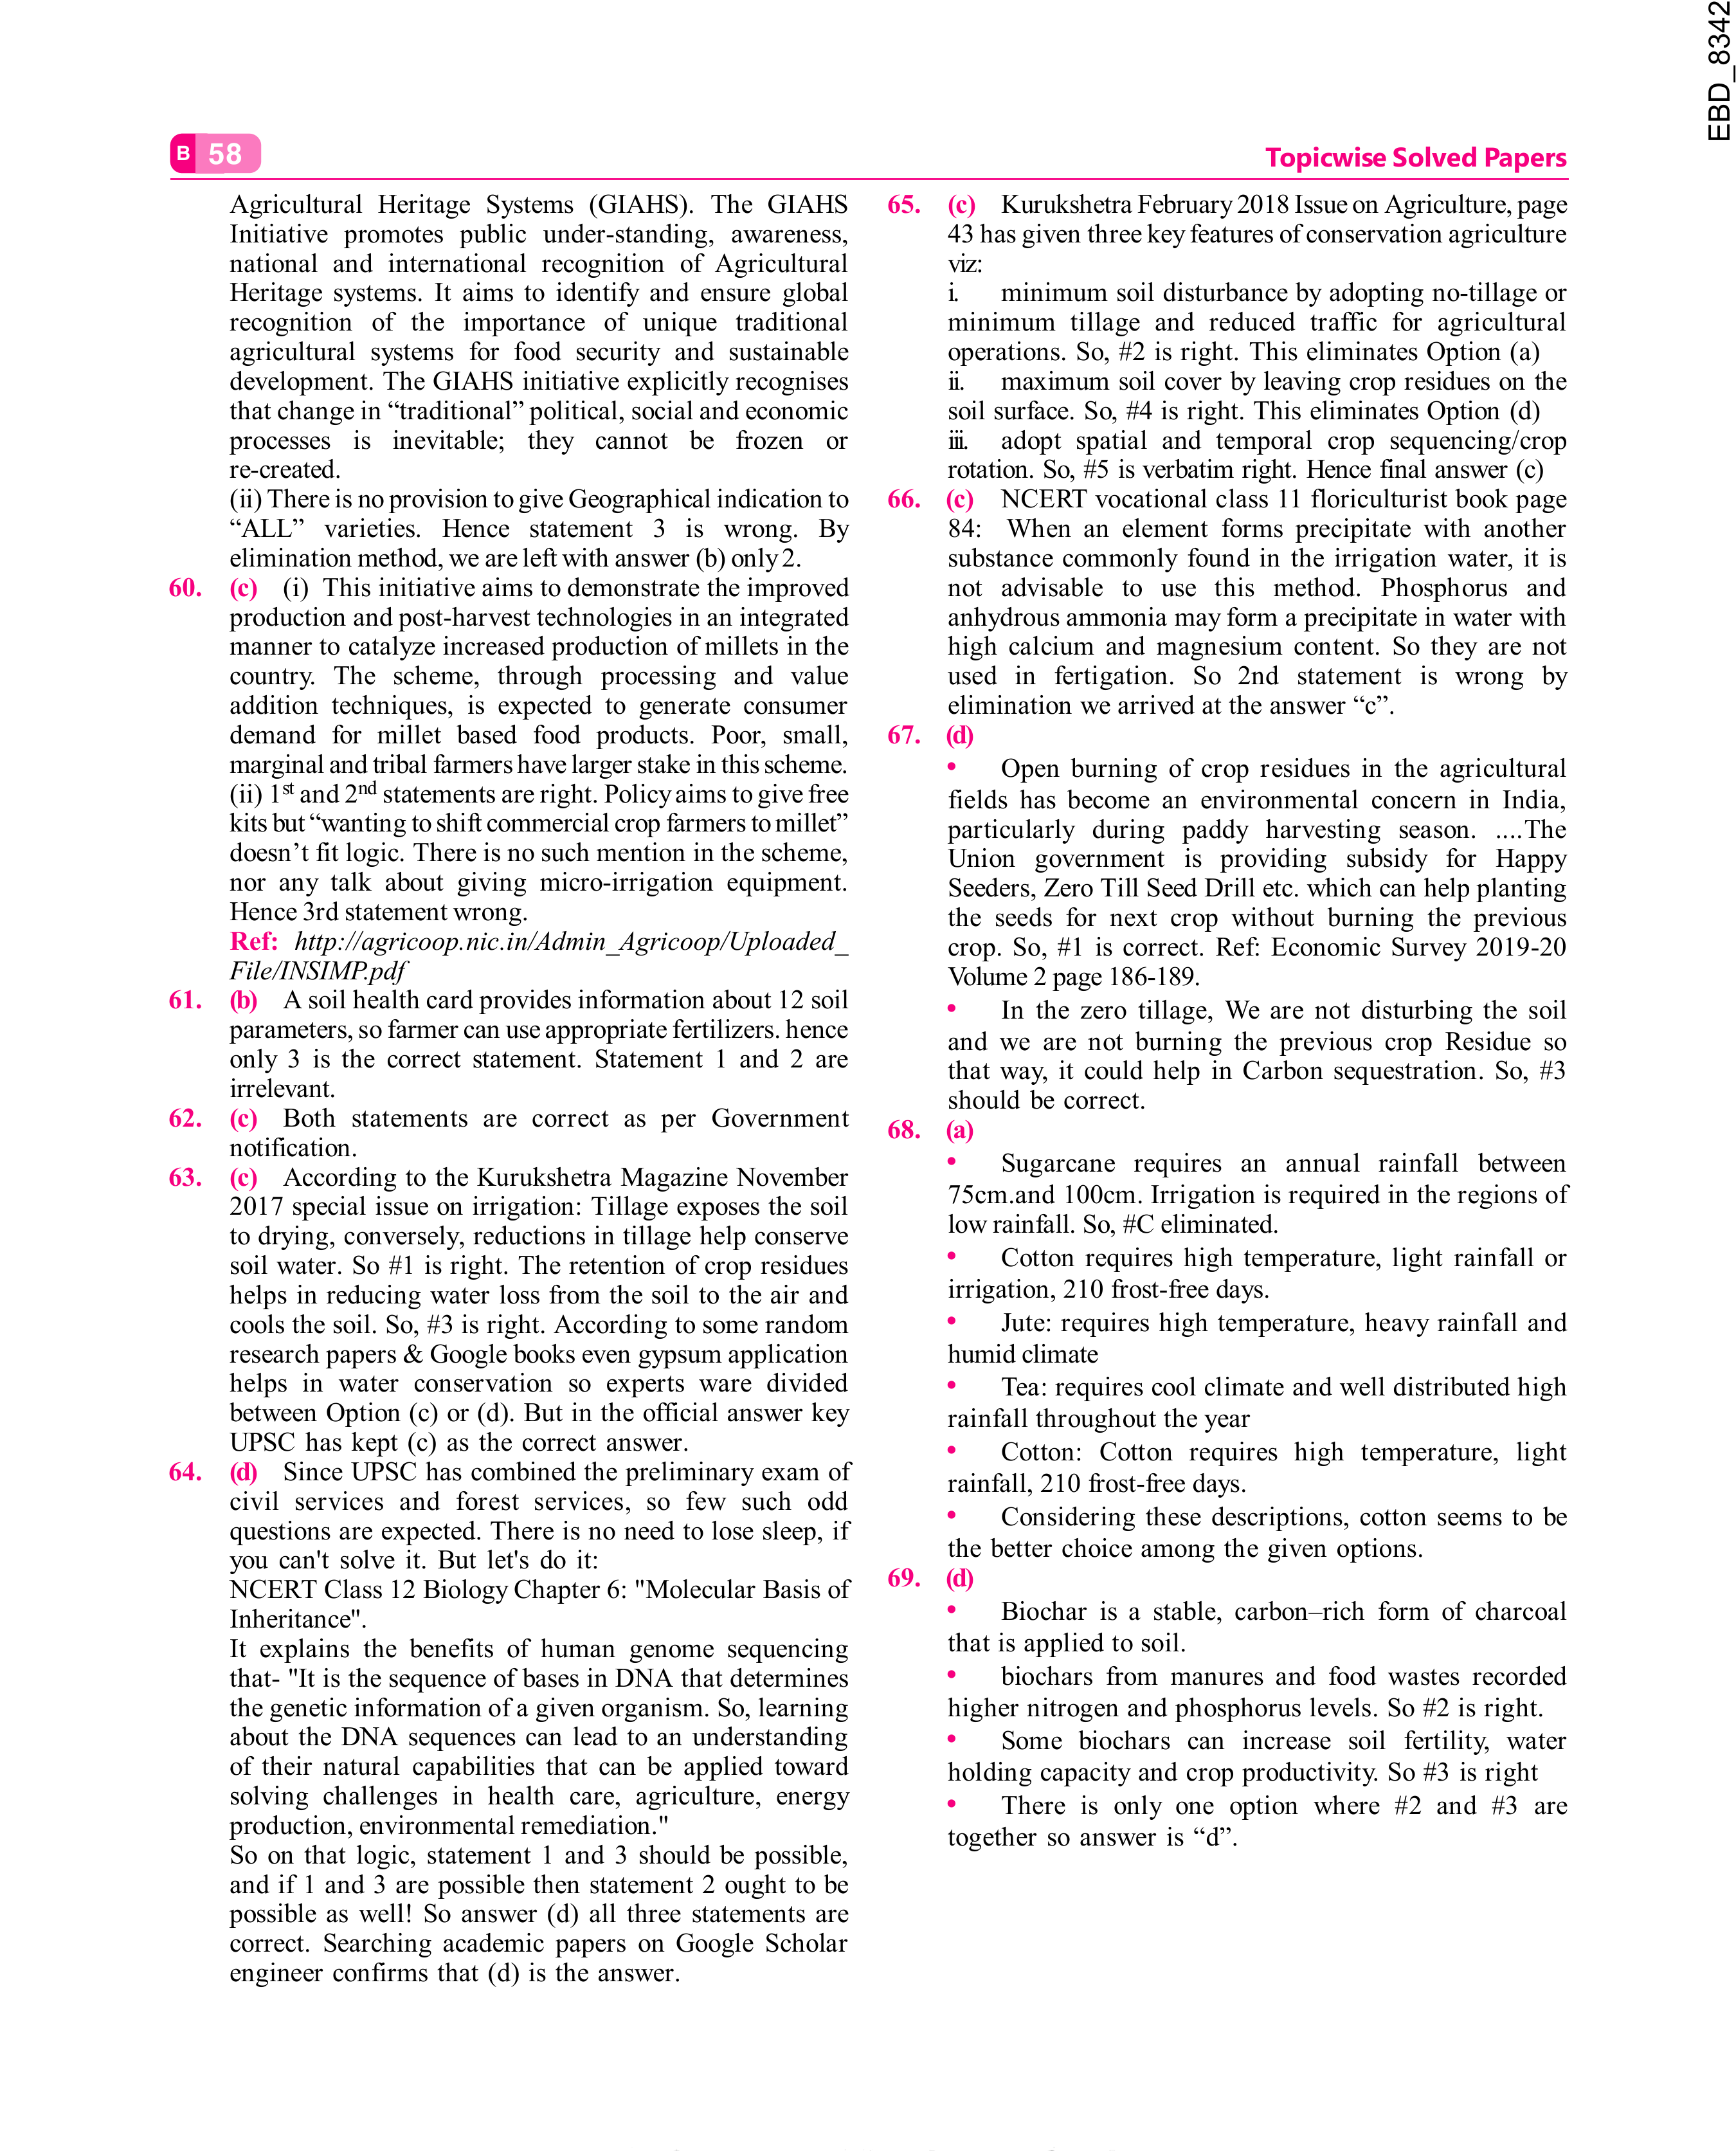 EBD_8342
B 58
Topicwise Solved Papers
Agricultural Heritage Systems (GIAHS). The GIAHS
Initiative promotes public under-standing, awareness,
national and international recognition of Agricultural
Heritage systems. It aims to identify and ensure global
recognition of the importance of unique traditional
agricultural systems for food security and sustainable
development. The GIAHS initiative explicitly recognises
that change in “traditional” political, social and economic
processes is inevitable; they cannot be frozen or
re-created.
(ii) There is no provision to give Geographical indication to
“ALL” varieties. Hence statement 3 is wrong. By
elimination method, we are left with answer (b) only 2.
60. (c) (i) This initiative aims to demonstrate the improved
production and post-harvest technologies in an integrated
manner to catalyze increased production of millets in the
country. The scheme, through processing and value
addition techniques, is expected to generate consumer
demand for millet based food products. Poor, small,
marginal and tribal farmers have larger stake in this scheme.
(ii) 1st and 2nd statements are right. Policy aims to give free
kits but “wanting to shift commercial crop farmers to millet”
doesn’t fit logic. There is no such mention in the scheme,
nor any talk about giving micro-irrigation equipment.
Hence 3rd statement wrong.
Ref: http://agricoop.nic.in/Admin_Agricoop/Uploaded_
File/INSIMP.pdf
61. (b) A soil health card provides information about 12 soil
parameters, so farmer can use appropriate fertilizers. hence
only 3 is the correct statement. Statement 1 and 2 are
irrelevant.
62. (c) Both statements are correct as per Government
notification.
63. (c) According to the Kurukshetra Magazine November
2017 special issue on irrigation: Tillage exposes the soil
to drying, conversely, reductions in tillage help conserve
soil water. So #1 is right. The retention of crop residues
helps in reducing water loss from the soil to the air and
cools the soil. So, #3 is right. According to some random
research papers & Google books even gypsum application
helps in water conservation so experts ware divided
between Option (c) or (d). But in the official answer key
UPSC has kept (c) as the correct answer.
64. (d) Since UPSC has combined the preliminary exam of
civil services and forest services, so few such odd
questions are expected. There is no need to lose sleep, if
you can't solve it. But let's do it:
NCERT Class 12 Biology Chapter 6: "Molecular Basis of
Inheritance".
It explains the benefits of human genome sequencing
that- "It is the sequence of bases in DNA that determines
the genetic information of a given organism. So, learning
about the DNA sequences can lead to an understanding
of their natural capabilities that can be applied toward
solving challenges in health care, agriculture, energy
production, environmental remediation."
So on that logic, statement 1 and 3 should be possible,
and if 1 and 3 are possible then statement 2 ought to be
possible as well! So answer (d) all three statements are
correct. Searching academic papers on Google Scholar
engineer confirms that (d) is the answer.
65. (c) Kurukshetra February 2018 Issue on Agriculture, page
43 has given three key features of conservation agriculture
viz:
i. minimum soil disturbance by adopting no-tillage or
minimum tillage and reduced traffic for agricultural
operations. So, #2 is right. This eliminates Option (a)
ii. maximum soil cover by leaving crop residues on the
soil surface. So, #4 is right. This eliminates Option (d)
iii. adopt spatial and temporal crop sequencing/crop
rotation. So, #5 is verbatim right. Hence final answer (c)
66. (c) NCERT vocational class 11 floriculturist book page
84: When an element forms precipitate with another
substance commonly found in the irrigation water, it is
not advisable to use this method. Phosphorus and
anhydrous ammonia may form a precipitate in water with
high calcium and magnesium content. So they are not
used in fertigation. So 2nd statement is wrong by
elimination we arrived at the answer “c”.
67. (d)
• Open burning of crop residues in the agricultural
fields has become an environmental concern in India,
particularly during paddy harvesting season. ....The
Union government is providing subsidy for Happy
Seeders, Zero Till Seed Drill etc. which can help planting
the seeds for next crop without burning the previous
crop. So, #1 is correct. Ref: Economic Survey 2019-20
Volume 2 page 186-189.
• In the zero tillage, We are not disturbing the soil
and we are not burning the previous crop Residue so
that way, it could help in Carbon sequestration. So, #3
should be correct.
68. (a)
• Sugarcane requires an annual rainfall between
75cm.and 100cm. Irrigation is required in the regions of
low rainfall. So, #C eliminated.
• Cotton requires high temperature, light rainfall or
irrigation, 210 frost-free days.
• Jute: requires high temperature, heavy rainfall and
humid climate
• Tea: requires cool climate and well distributed high
rainfall throughout the year
• Cotton: Cotton requires high temperature, light
rainfall, 210 frost-free days.
• Considering these descriptions, cotton seems to be
the better choice among the given options.
69. (d)
• Biochar is a stable, carbon–rich form of charcoal
that is applied to soil.
• biochars from manures and food wastes recorded
higher nitrogen and phosphorus levels. So #2 is right.
• Some biochars can increase soil fertility, water
holding capacity and crop productivity. So #3 is right
• There is only one option where #2 and #3 are
together so answer is “d”.